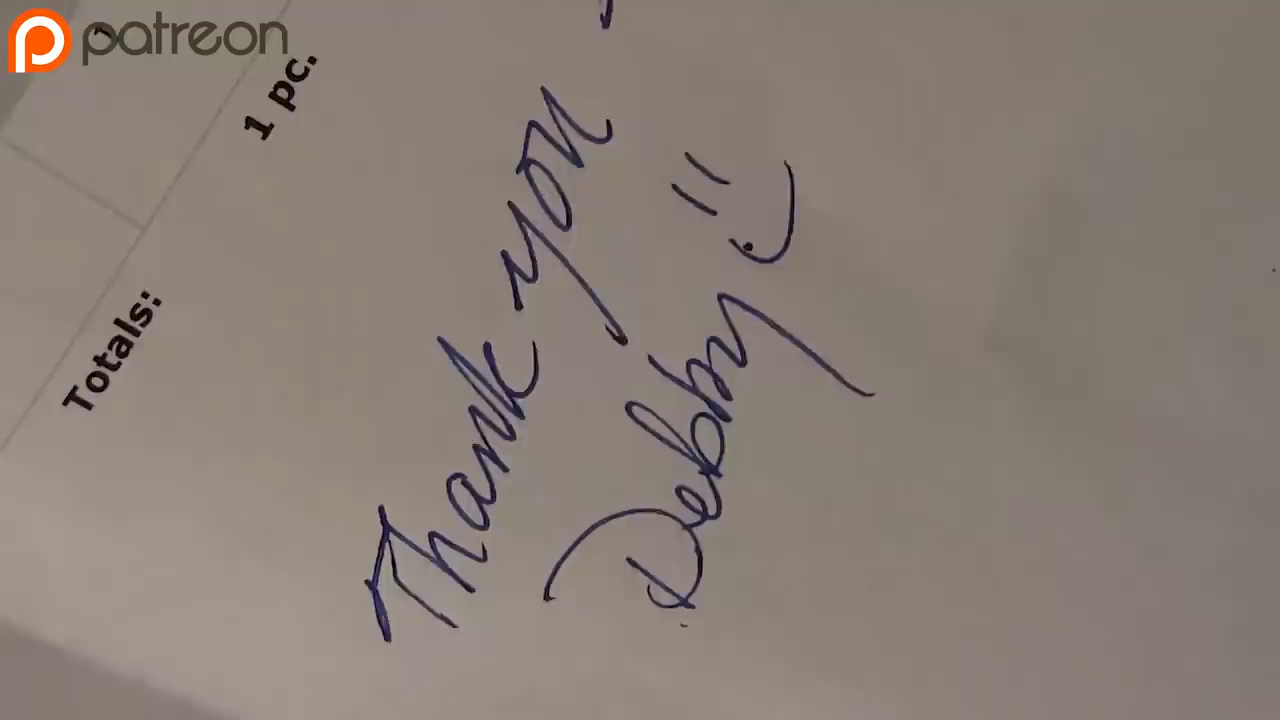 patreon
1 pc.
Totals:
Thank you
Debby